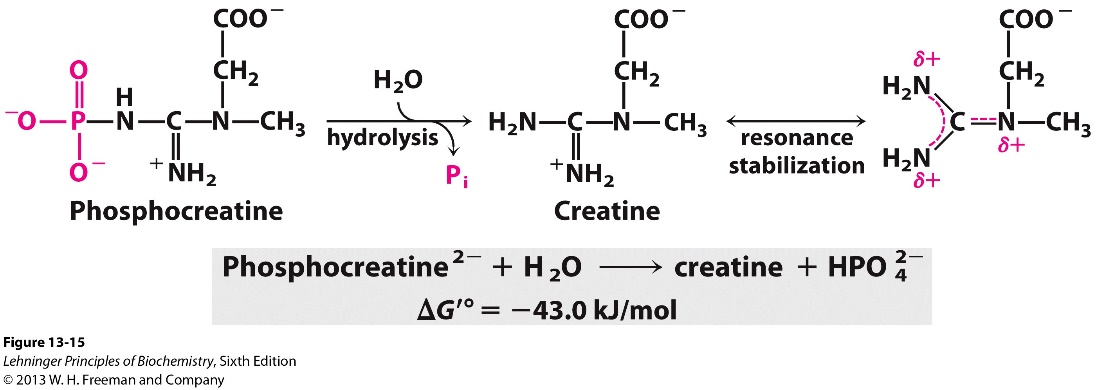 COO⁻
CH₂
O
⁻O—P—N—C—N—CH₃
H
O⁻
⁺NH₂
Phosphocreatine
H₂O
hydrolysis
Pᵢ
COO⁻
CH₂
H₂N—C—N—CH₃
⁺NH₂
Creatine
resonance
stabilization
COO⁻
CH₂
δ+
H₂N
C N—CH₃
δ+
H₂N
δ+
Phosphocreatine²⁻ + H₂O ⟶ creatine + HPO₄²⁻
ΔG′° = −43.0 kJ/mol
Figure 13-15
Lehninger Principles of Biochemistry, Sixth Edition
© 2013 W. H. Freeman and Company